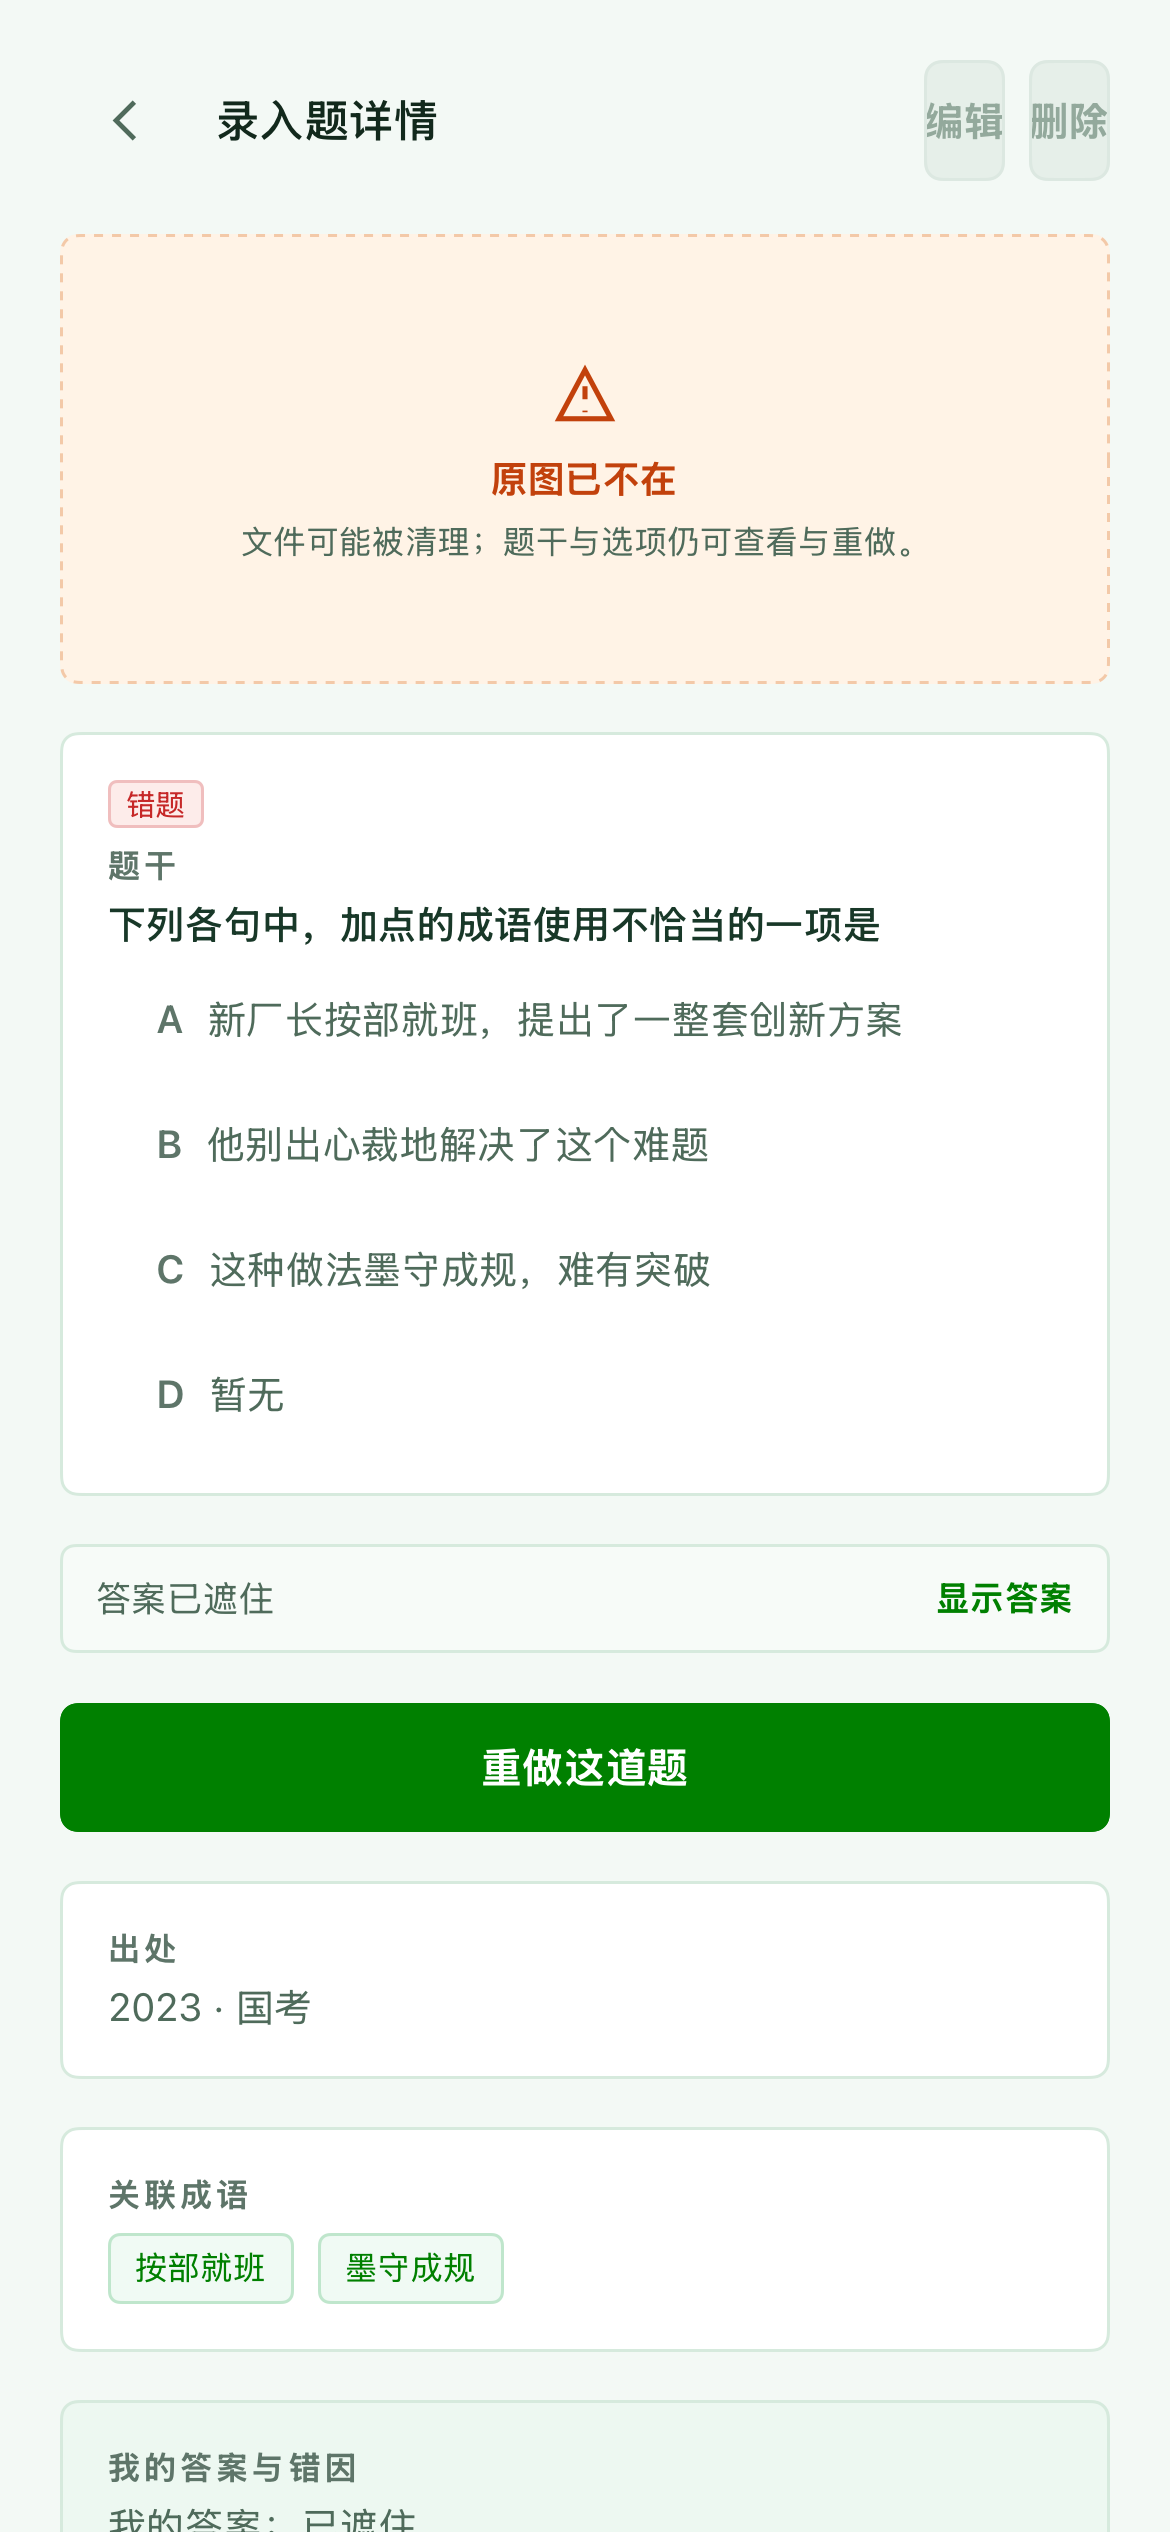 录入题详情
编辑 删除
原图已不在
文件可能被清理；题干与选项仍可查看与重做。
错题
题干
下列各句中，加点的成语使用不恰当的一项是
A 新厂长按部就班，提出了一整套创新方案
B 他别出心裁地解决了这个难题
C 这种做法墨守成规，难有突破
D 暂无
答案已遮住 显示答案
重做这道题
出处
2023 · 国考
关联成语
按部就班 墨守成规
我的答案与错因
我的答案：已遮住